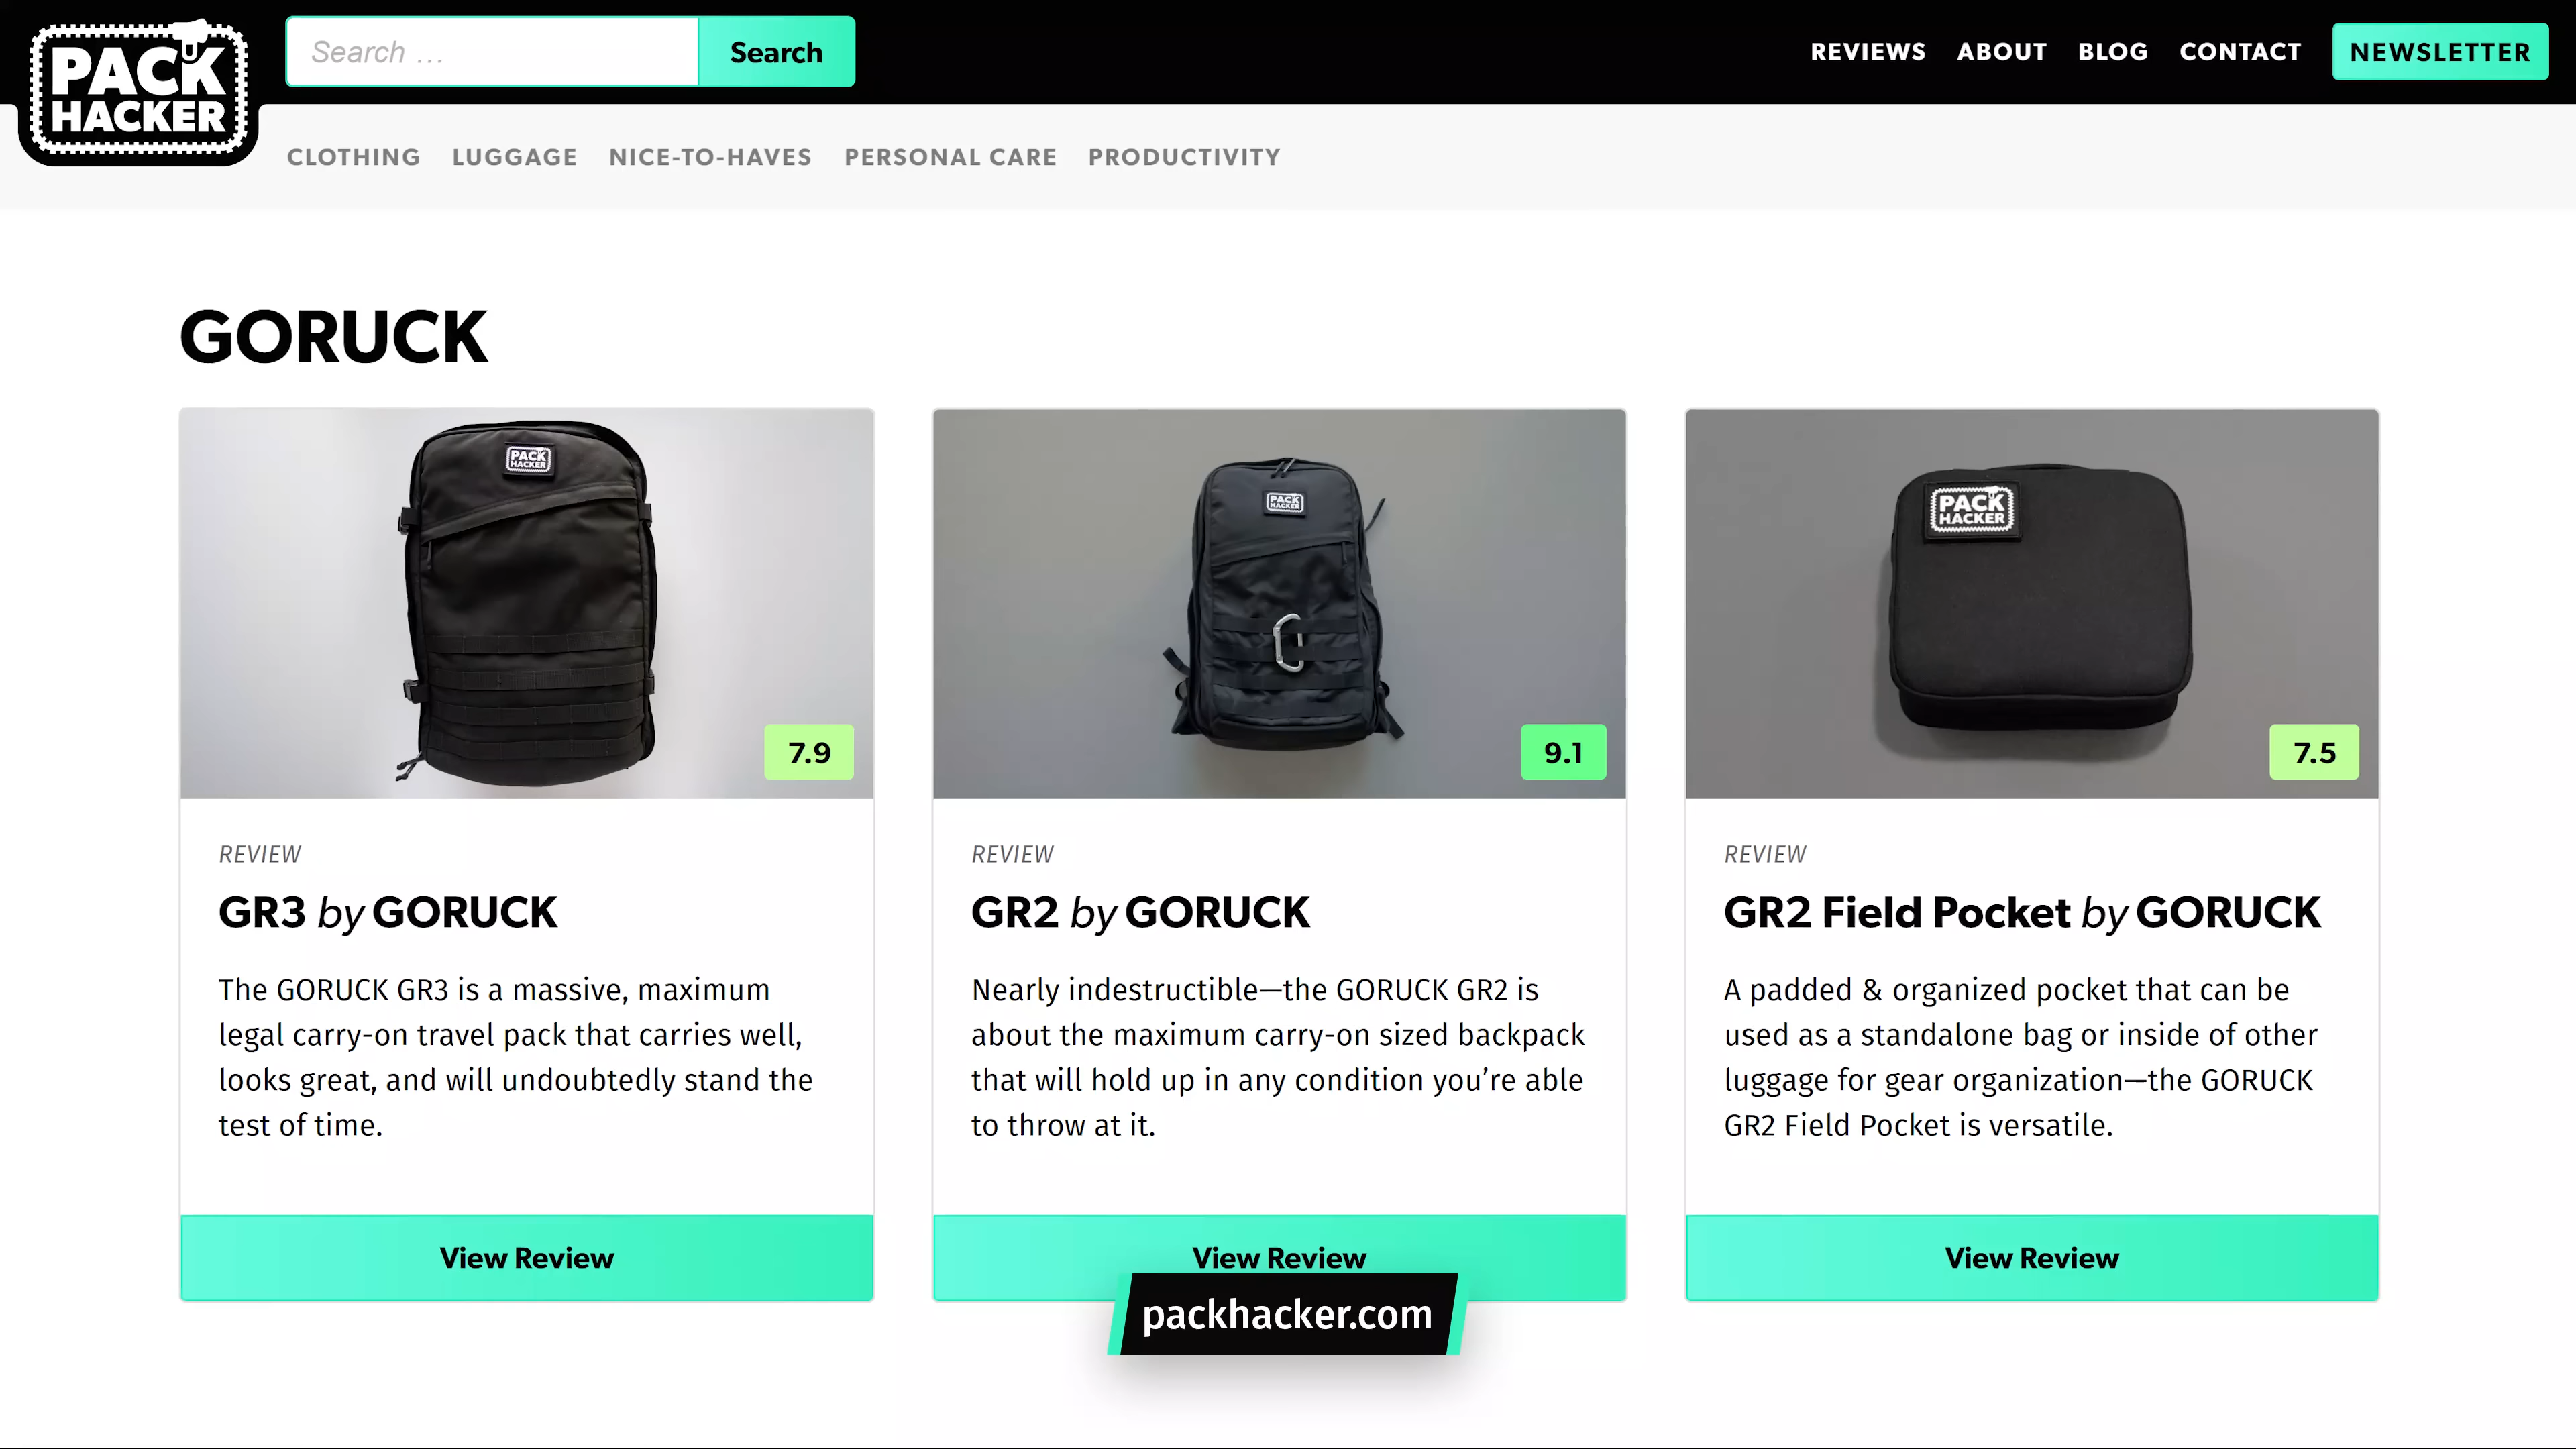 PACK
HACKER
Search …
Search
REVIEWS ABOUT BLOG CONTACT NEWSLETTER
CLOTHING LUGGAGE NICE-TO-HAVES PERSONAL CARE PRODUCTIVITY
GORUCK
PACK
HACKER
7.9
REVIEW
GR3 by GORUCK
The GORUCK GR3 is a massive, maximum
legal carry-on travel pack that carries well,
looks great, and will undoubtedly stand the
test of time.
View Review
PACK
HACKER
9.1
REVIEW
GR2 by GORUCK
Nearly indestructible—the GORUCK GR2 is
about the maximum carry-on sized backpack
that will hold up in any condition you’re able
to throw at it.
View Review
PACK
HACKER
7.5
REVIEW
GR2 Field Pocket by GORUCK
A padded & organized pocket that can be
used as a standalone bag or inside of other
luggage for gear organization—the GORUCK
GR2 Field Pocket is versatile.
View Review
packhacker.com